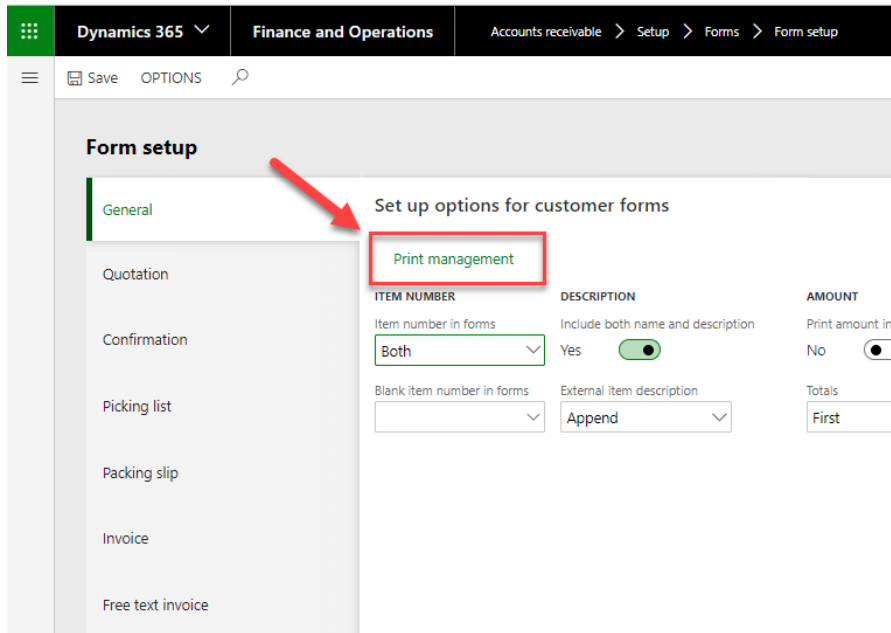 Dynamics 365 Finance and Operations Accounts receivable > Setup > Forms > Form setup
Save OPTIONS
Form setup
General
Quotation
Confirmation
Picking list
Packing slip
Invoice
Free text invoice
Set up options for customer forms
Print management
ITEM NUMBER DESCRIPTION AMOUNT
Item number in forms Include both name and description Print amount in
Both Yes No
Blank item number in forms External item description Totals
Append First